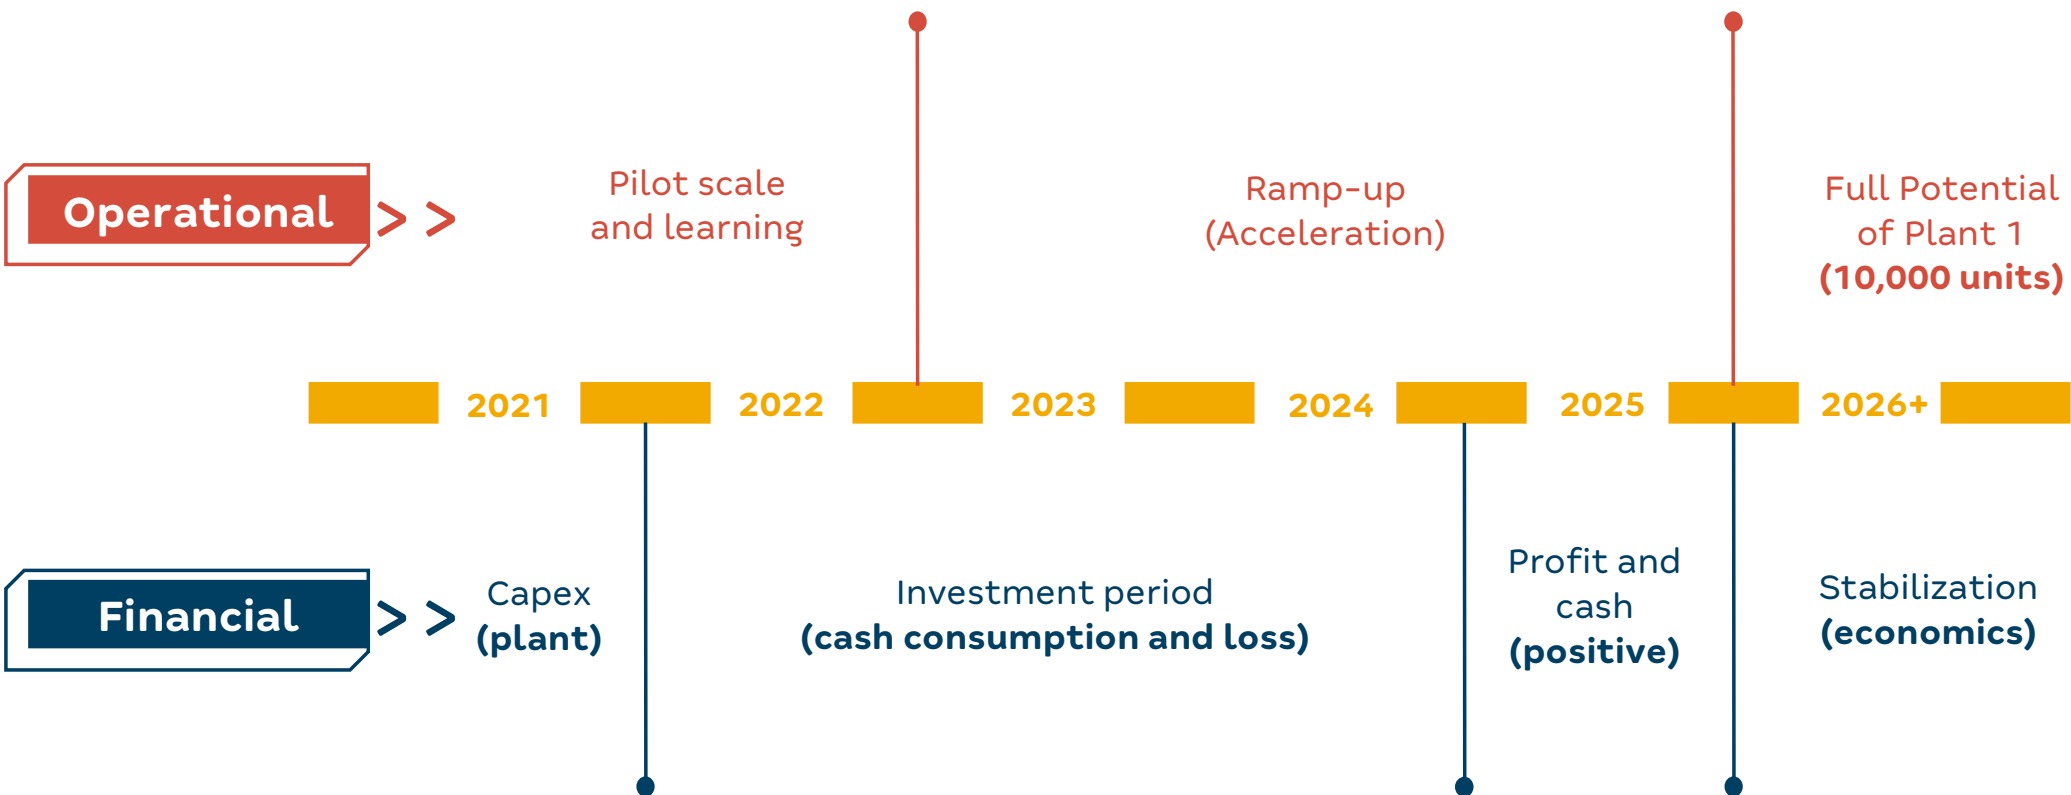 Operational
> >
Pilot scale
and learning
Ramp-up
(Acceleration)
Full Potential
of Plant 1
(10,000 units)
2021
2022
2023
2024
2025
2026+
Financial
> >
Capex
(plant)
Investment period
(cash consumption and loss)
Profit and
cash
(positive)
Stabilization
(economics)